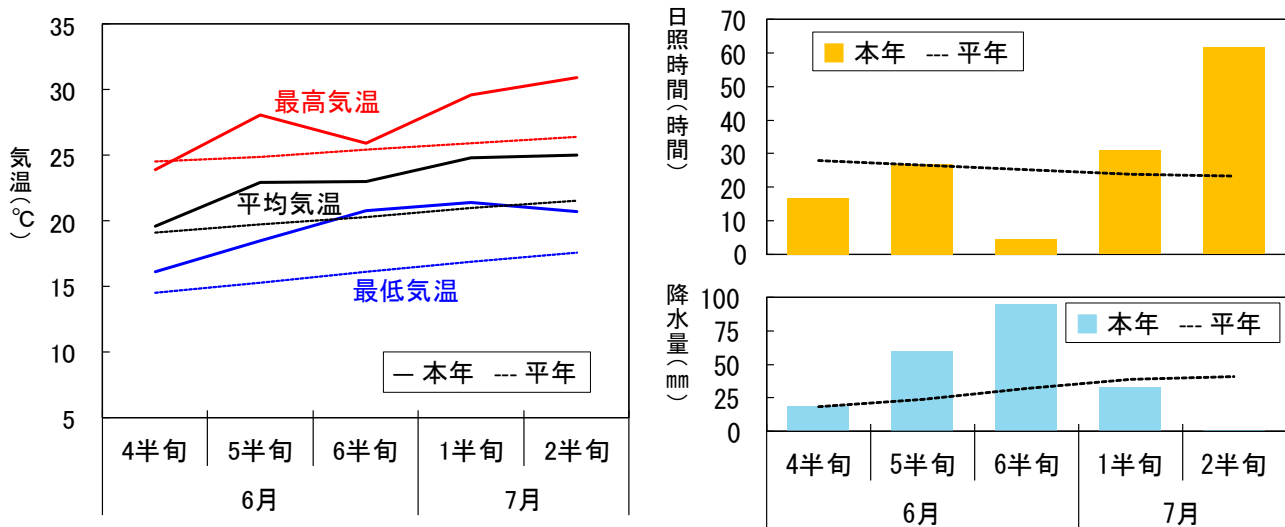 気温(℃)
35
30
25
20
15
10
5
最高気温
平均気温
最低気温
— 本年 --- 平年
4半旬 5半旬 6半旬 1半旬 2半旬
6月 7月
日照時間(時間)
70
60
50
40
30
20
10
0
本年 --- 平年
降水量(㎜)
100
75
50
25
0
本年 --- 平年
4半旬 5半旬 6半旬 1半旬 2半旬
6月 7月